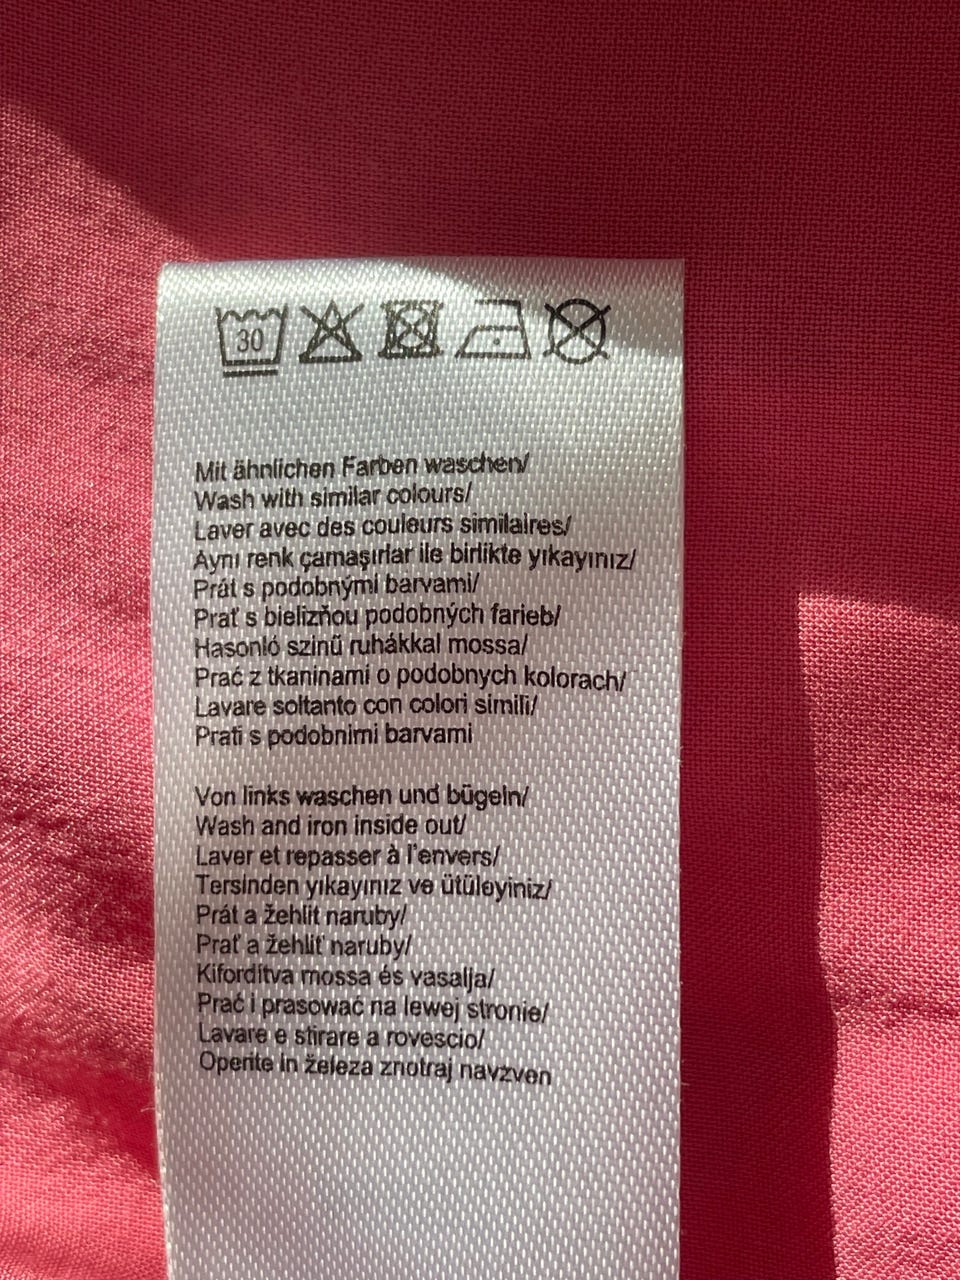 30
Mit ähnlichen Farben waschen/
Wash with similar colours/
Laver avec des couleurs similaires/
Aynı renk çamaşırlar ile birlikte yıkayınız/
Prát s podobnými barvami/
Prať s bielizňou podobných farieb/
Hasonló szinű ruhákkal mossa/
Prać z tkaninami o podobnych kolorach/
Lavare soltanto con colori simili/
Prati s podobnimi barvami
Von links waschen und bügeln/
Wash and iron inside out/
Laver et repasser à l'envers/
Tersinden yıkayınız ve ütüleyiniz/
Prát a žehlit naruby/
Prať a žehliť naruby/
Kifordítva mossa és vasalja/
Prać i prasować na lewej stronie/
Lavare e stirare a rovescio/
Operite in železa znotraj navzven